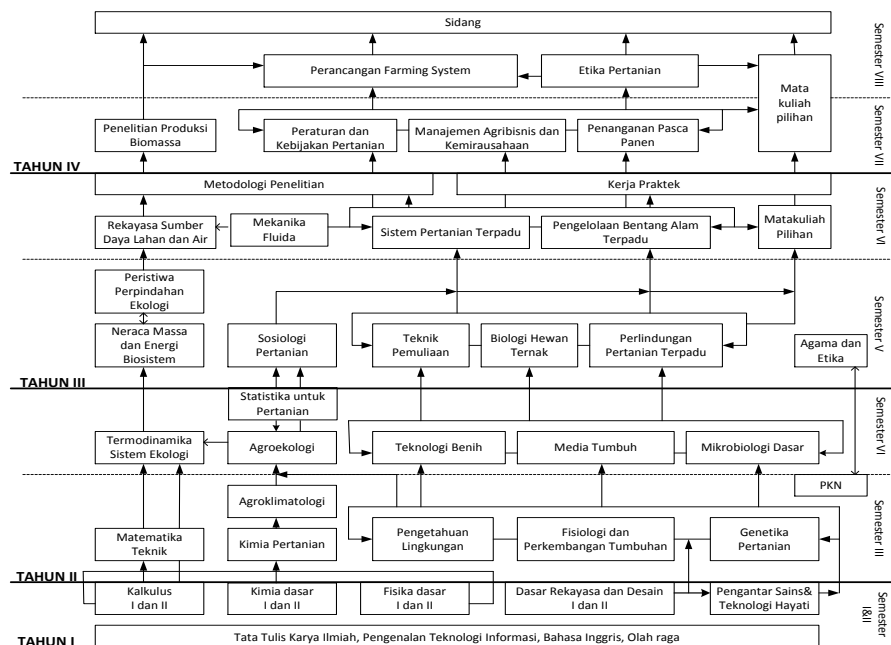 Sidang
Semester VIII
Perancangan Farming System
Etika Pertanian
Mata
kuliah
pilihan
Penelitian Produksi
Biomassa
Peraturan dan
Kebijakan Pertanian
Manajemen Agribisnis dan
Kemirausahaan
Penanganan Pasca
Panen
Semester VII
TAHUN IV
Metodologi Penelitian
Kerja Praktek
Rekayasa Sumber
Daya Lahan dan Air
Mekanika
Fluida
Sistem Pertanian Terpadu
Pengelolaan Bentang Alam
Terpadu
Matakuliah
Pilihan
Semester VI
Peristiwa
Perpindahan
Ekologi
Neraca Massa
dan Energi
Biosistem
Sosiologi
Pertanian
Teknik
Pemuliaan
Biologi Hewan
Ternak
Perlindungan
Pertanian Terpadu
Agama dan
Etika
Semester V
TAHUN III
Statistika untuk
Pertanian
Termodinamika
Sistem Ekologi
Agroekologi
Teknologi Benih
Media Tumbuh
Mikrobiologi Dasar
Semester VI
PKN
Agroklimatologi
Matematika
Teknik
Kimia Pertanian
Pengetahuan
Lingkungan
Fisiologi dan
Perkembangan Tumbuhan
Genetika
Pertanian
Semester III
TAHUN II
Kalkulus
I dan II
Kimia dasar
I dan II
Fisika dasar
I dan II
Dasar Rekayasa dan Desain
I dan II
Pengantar Sains&
Teknologi Hayati
Semester
I&II
TAHUN I
Tata Tulis Karya Ilmiah, Pengenalan Teknologi Informasi, Bahasa Inggris, Olah raga